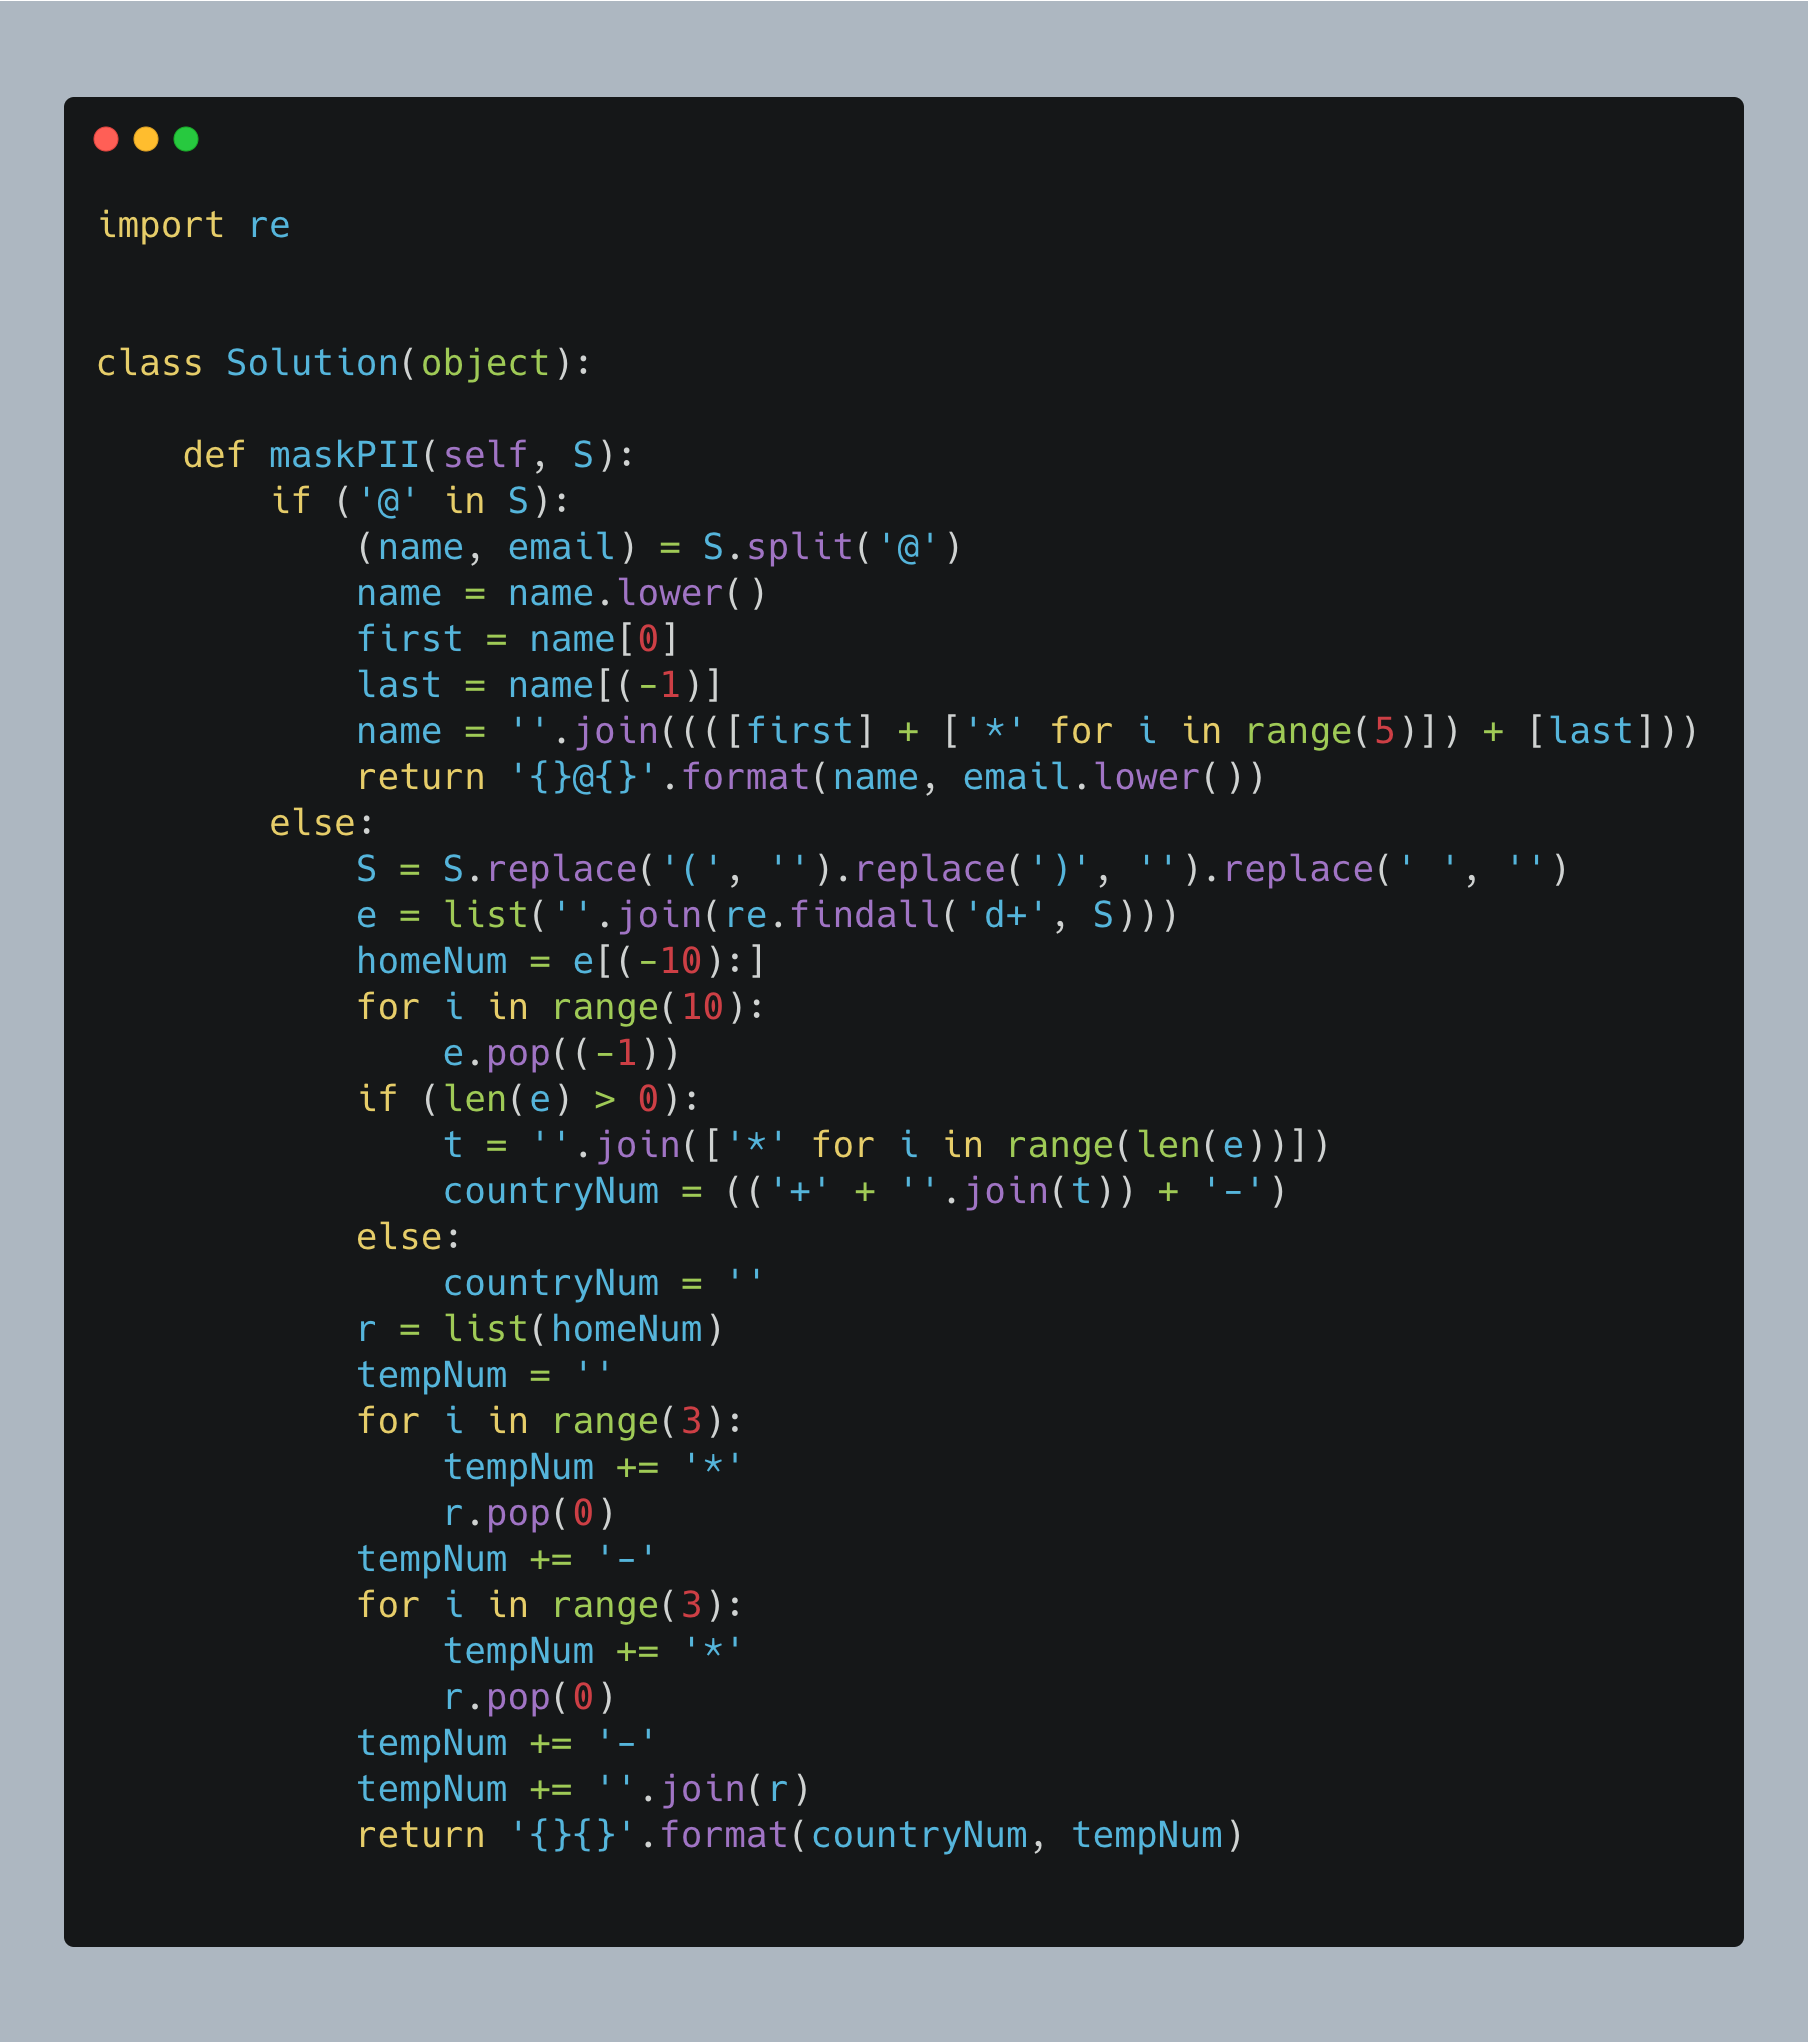 import re
class Solution(object):
    def maskPII(self, S):
        if ('@' in S):
            (name, email) = S.split('@')
            name = name.lower()
            first = name[0]
            last = name[(-1)]
            name = ''.join((([first] + ['*' for i in range(5)]) + [last]))
            return '{}@{}'.format(name, email.lower())
        else:
            S = S.replace('(', '').replace(')', '').replace(' ', '')
            e = list(''.join(re.findall('d+', S)))
            homeNum = e[(-10):]
            for i in range(10):
                e.pop((-1))
            if (len(e) > 0):
                t = ''.join(['*' for i in range(len(e))])
                countryNum = (('+' + ''.join(t)) + '-')
            else:
                countryNum = ''
            r = list(homeNum)
            tempNum = ''
            for i in range(3):
                tempNum += '*'
                r.pop(0)
            tempNum += '-'
            for i in range(3):
                tempNum += '*'
                r.pop(0)
            tempNum += '-'
            tempNum += ''.join(r)
            return '{}{}'.format(countryNum, tempNum)